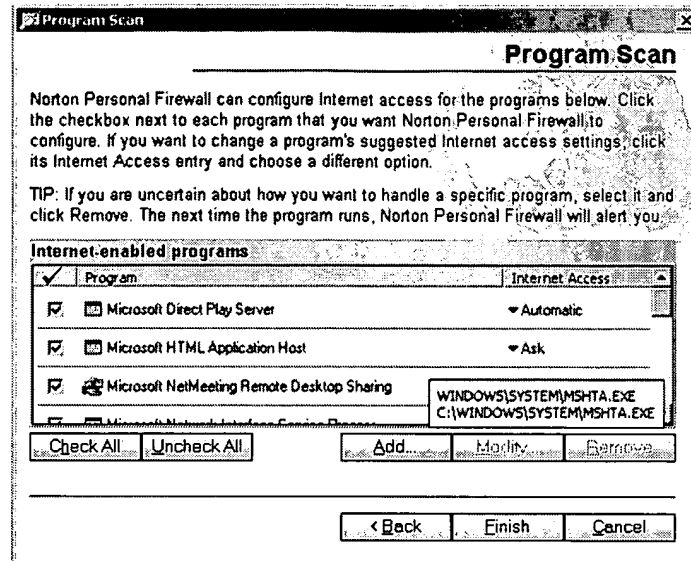 Program Scan
Program Scan
Norton Personal Firewall can configure Internet access for the programs below. Click
the checkbox next to each program that you want Norton Personal Firewall to
configure. If you want to change a program's suggested Internet access settings, click
its Internet Access entry and choose a different option.
TIP: If you are uncertain about how you want to handle a specific program, select it and
click Remove. The next time the program runs, Norton Personal Firewall will alert you.
Internet-enabled programs
Program Internet Access
Microsoft Direct Play Server Automatic
Microsoft HTML Application Host Ask
Microsoft NetMeeting Remote Desktop Sharing
WINDOWS\SYSTEM\MSHTA.EXE
C:\WINDOWS\SYSTEM\MSHTA.EXE
Microsoft Network Interface Service Process
Check All Uncheck All Add... Modify... Remove
< Back Finish Cancel